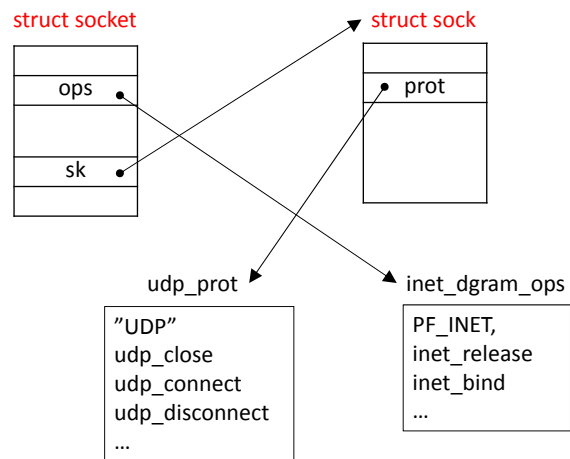 struct socket
struct sock
ops
prot
sk
udp_prot
inet_dgram_ops
”UDP”
udp_close
udp_connect
udp_disconnect
...
PF_INET,
inet_release
inet_bind
...